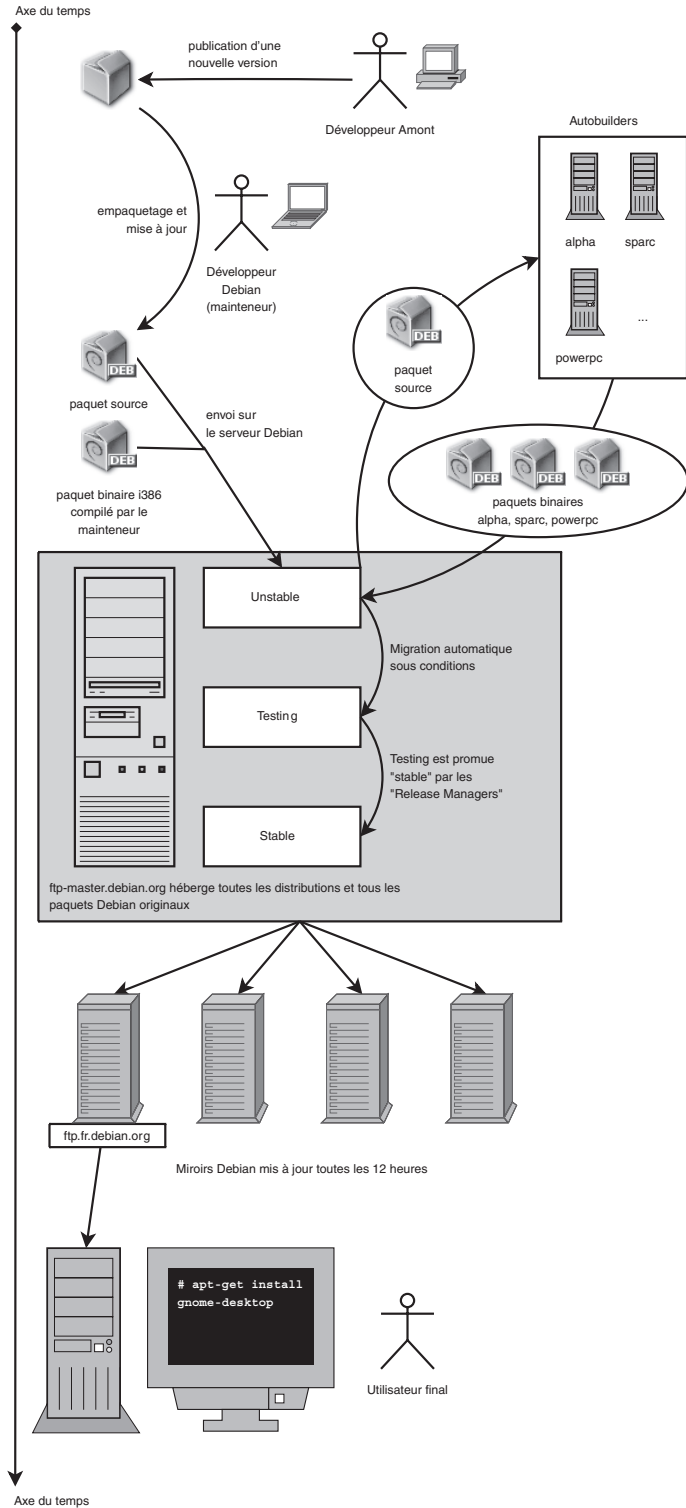 Axe du temps
publication d'une
nouvelle version
Développeur Amont
Autobuilders
alpha
sparc
powerpc
...
empaquetage et
mise à jour
Développeur
Debian
(mainteneur)
DEB
paquet
source
DEB
paquet source
envoi sur
le serveur Debian
DEB
paquet binaire i386
compilé par le
mainteneur
DEB
DEB
DEB
paquets binaires
alpha, sparc, powerpc
Unstable
Migration automatique
sous conditions
Testing
Testing est promue
"stable" par les
"Release Managers"
Stable
ftp-master.debian.org héberge toutes les distributions et tous les
paquets Debian originaux
ftp.fr.debian.org
Miroirs Debian mis à jour toutes les 12 heures
# apt-get install
gnome-desktop
Utilisateur final
Axe du temps